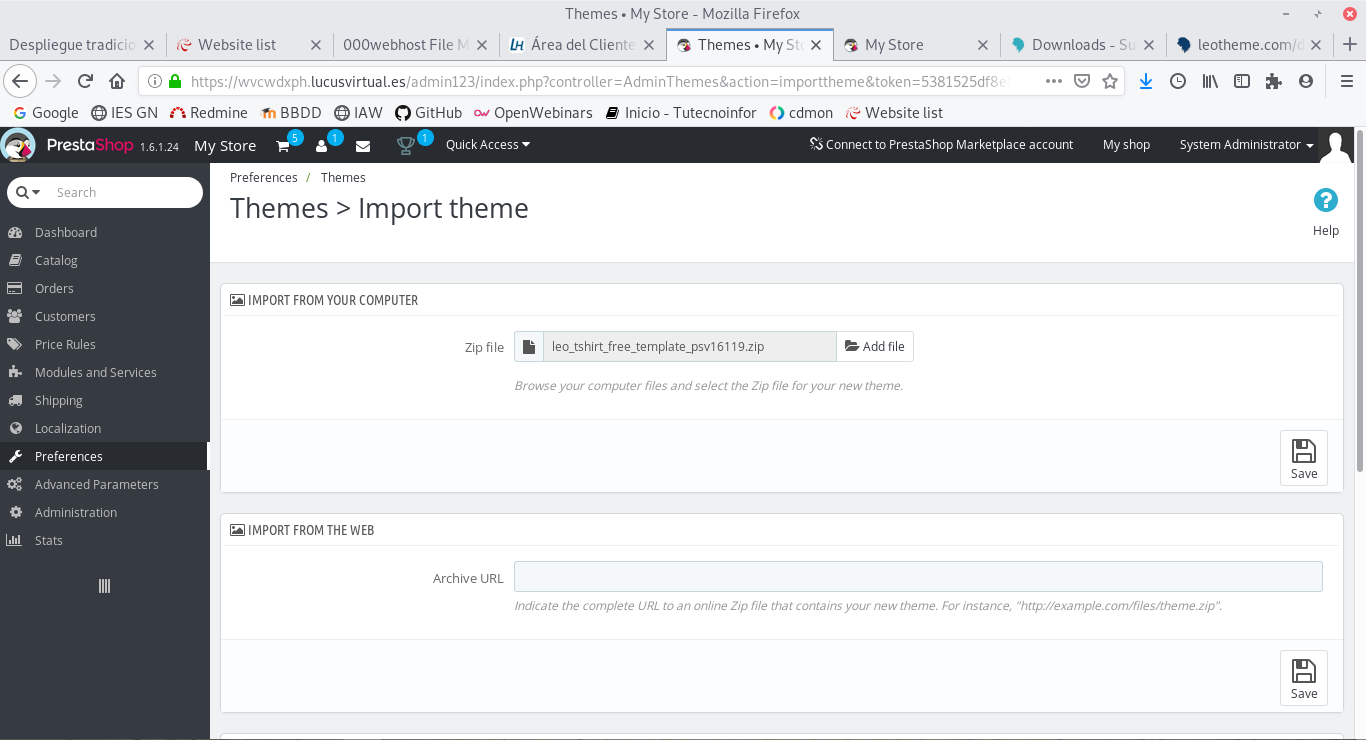 Themes • My Store - Mozilla Firefox
Despliegue tradicio
Website list
000webhost File M
Área del Cliente
Themes • My Sto
My Store
Downloads - Su
leotheme.com/d
https://wvcwdxph.lucusvirtual.es/admin123/index.php?controller=AdminThemes&action=importtheme&token=5381525df8e
Google
IES GN
Redmine
BBDD
IAW
GitHub
OpenWebinars
Inicio - Tutecnoinfor
cdmon
Website list
PrestaShop 1.6.1.24
My Store
5
1
1
Quick Access
Connect to PrestaShop Marketplace account
My shop
System Administrator
Search
Dashboard
Catalog
Orders
Customers
Price Rules
Modules and Services
Shipping
Localization
Preferences
Advanced Parameters
Administration
Stats
Preferences / Themes
Themes > Import theme
Help
IMPORT FROM YOUR COMPUTER
Zip file
leo_tshirt_free_template_psv16119.zip
Add file
Browse your computer files and select the Zip file for your new theme.
Save
IMPORT FROM THE WEB
Archive URL
Indicate the complete URL to an online Zip file that contains your new theme. For instance, "http://example.com/files/theme.zip".
Save